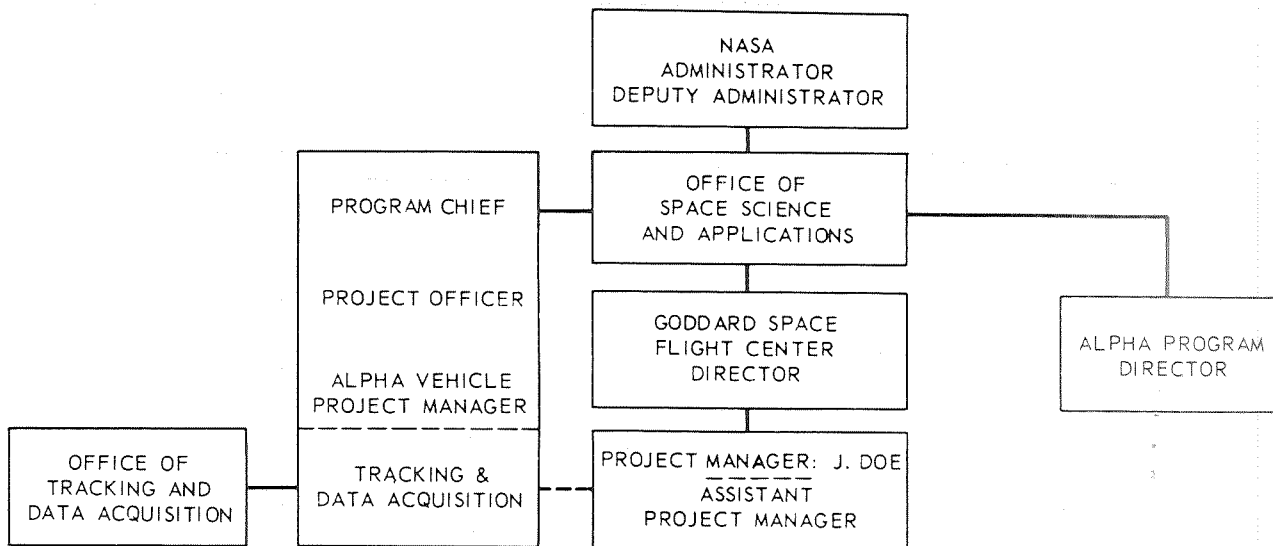 NASA
ADMINISTRATOR
DEPUTY ADMINISTRATOR
PROGRAM CHIEF
OFFICE OF
SPACE SCIENCE
AND APPLICATIONS
PROJECT OFFICER
GODDARD SPACE
FLIGHT CENTER
DIRECTOR
ALPHA PROGRAM
DIRECTOR
ALPHA VEHICLE
PROJECT MANAGER
OFFICE OF
TRACKING AND
DATA ACQUISITION
TRACKING &
DATA ACQUISITION
PROJECT MANAGER: J. DOE
ASSISTANT
PROJECT MANAGER